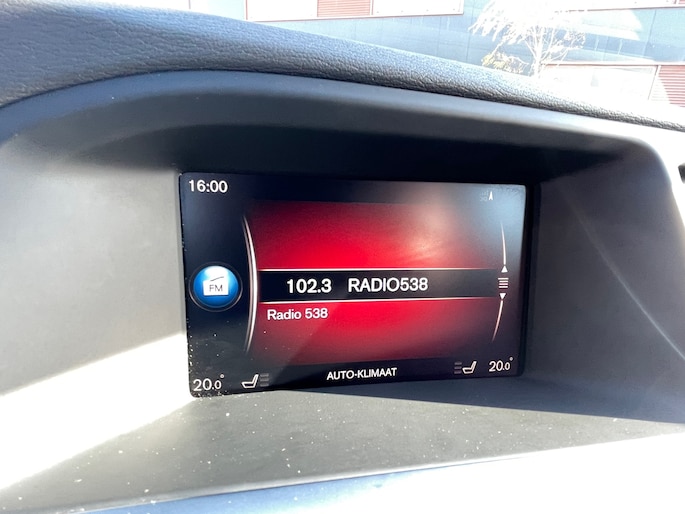 16:00
FM
102.3 RADIO538
Radio 538
AUTO-KLIMAAT
20.0°
20.0°